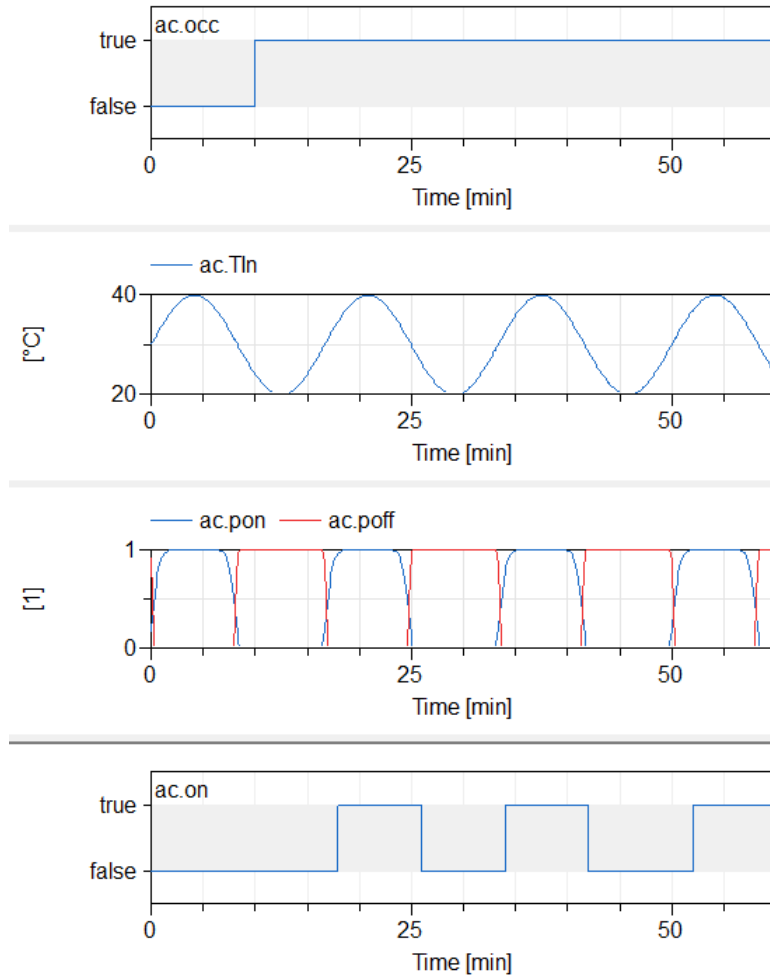 ac.occ
true
false
0 25 50
Time [min]
ac.TIn
[°C]
40
20
0 25 50
Time [min]
ac.pon ac.poff
[1]
1
0
0 25 50
Time [min]
ac.on
true
false
0 25 50
Time [min]